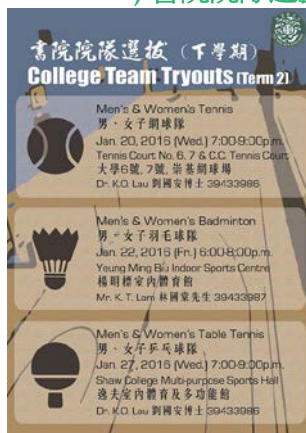 書院院隊選拔（下學期）
College Team Tryouts (Term 2)
Men's & Women's Tennis
男、女子網球隊
Jan. 20, 2016 (Wed.) 7:00-9:00p.m.
Tennis Court No. 6, 7 & C.C. Tennis Court
大學6號, 7號, 崇基網球場
Dr. K.O. Lau 劉國安博士 39433986
Men's & Women's Badminton
男、女子羽毛球隊
Jan. 22, 2016 (Fri.) 6:00-8:00p.m.
Yeung Ming Biu Indoor Sports Centre
楊明標室內體育館
Mr. K. T. Lam 林國棠先生 39433987
Men's & Women's Table Tennis
男、女子乒乓球隊
Jan. 27, 2016 (Wed.) 7:00-9:00p.m.
Shaw College Multi-purpose Sports Hall
逸夫室內體育及多功能館
Dr. K.O. Lau 劉國安博士 39433986